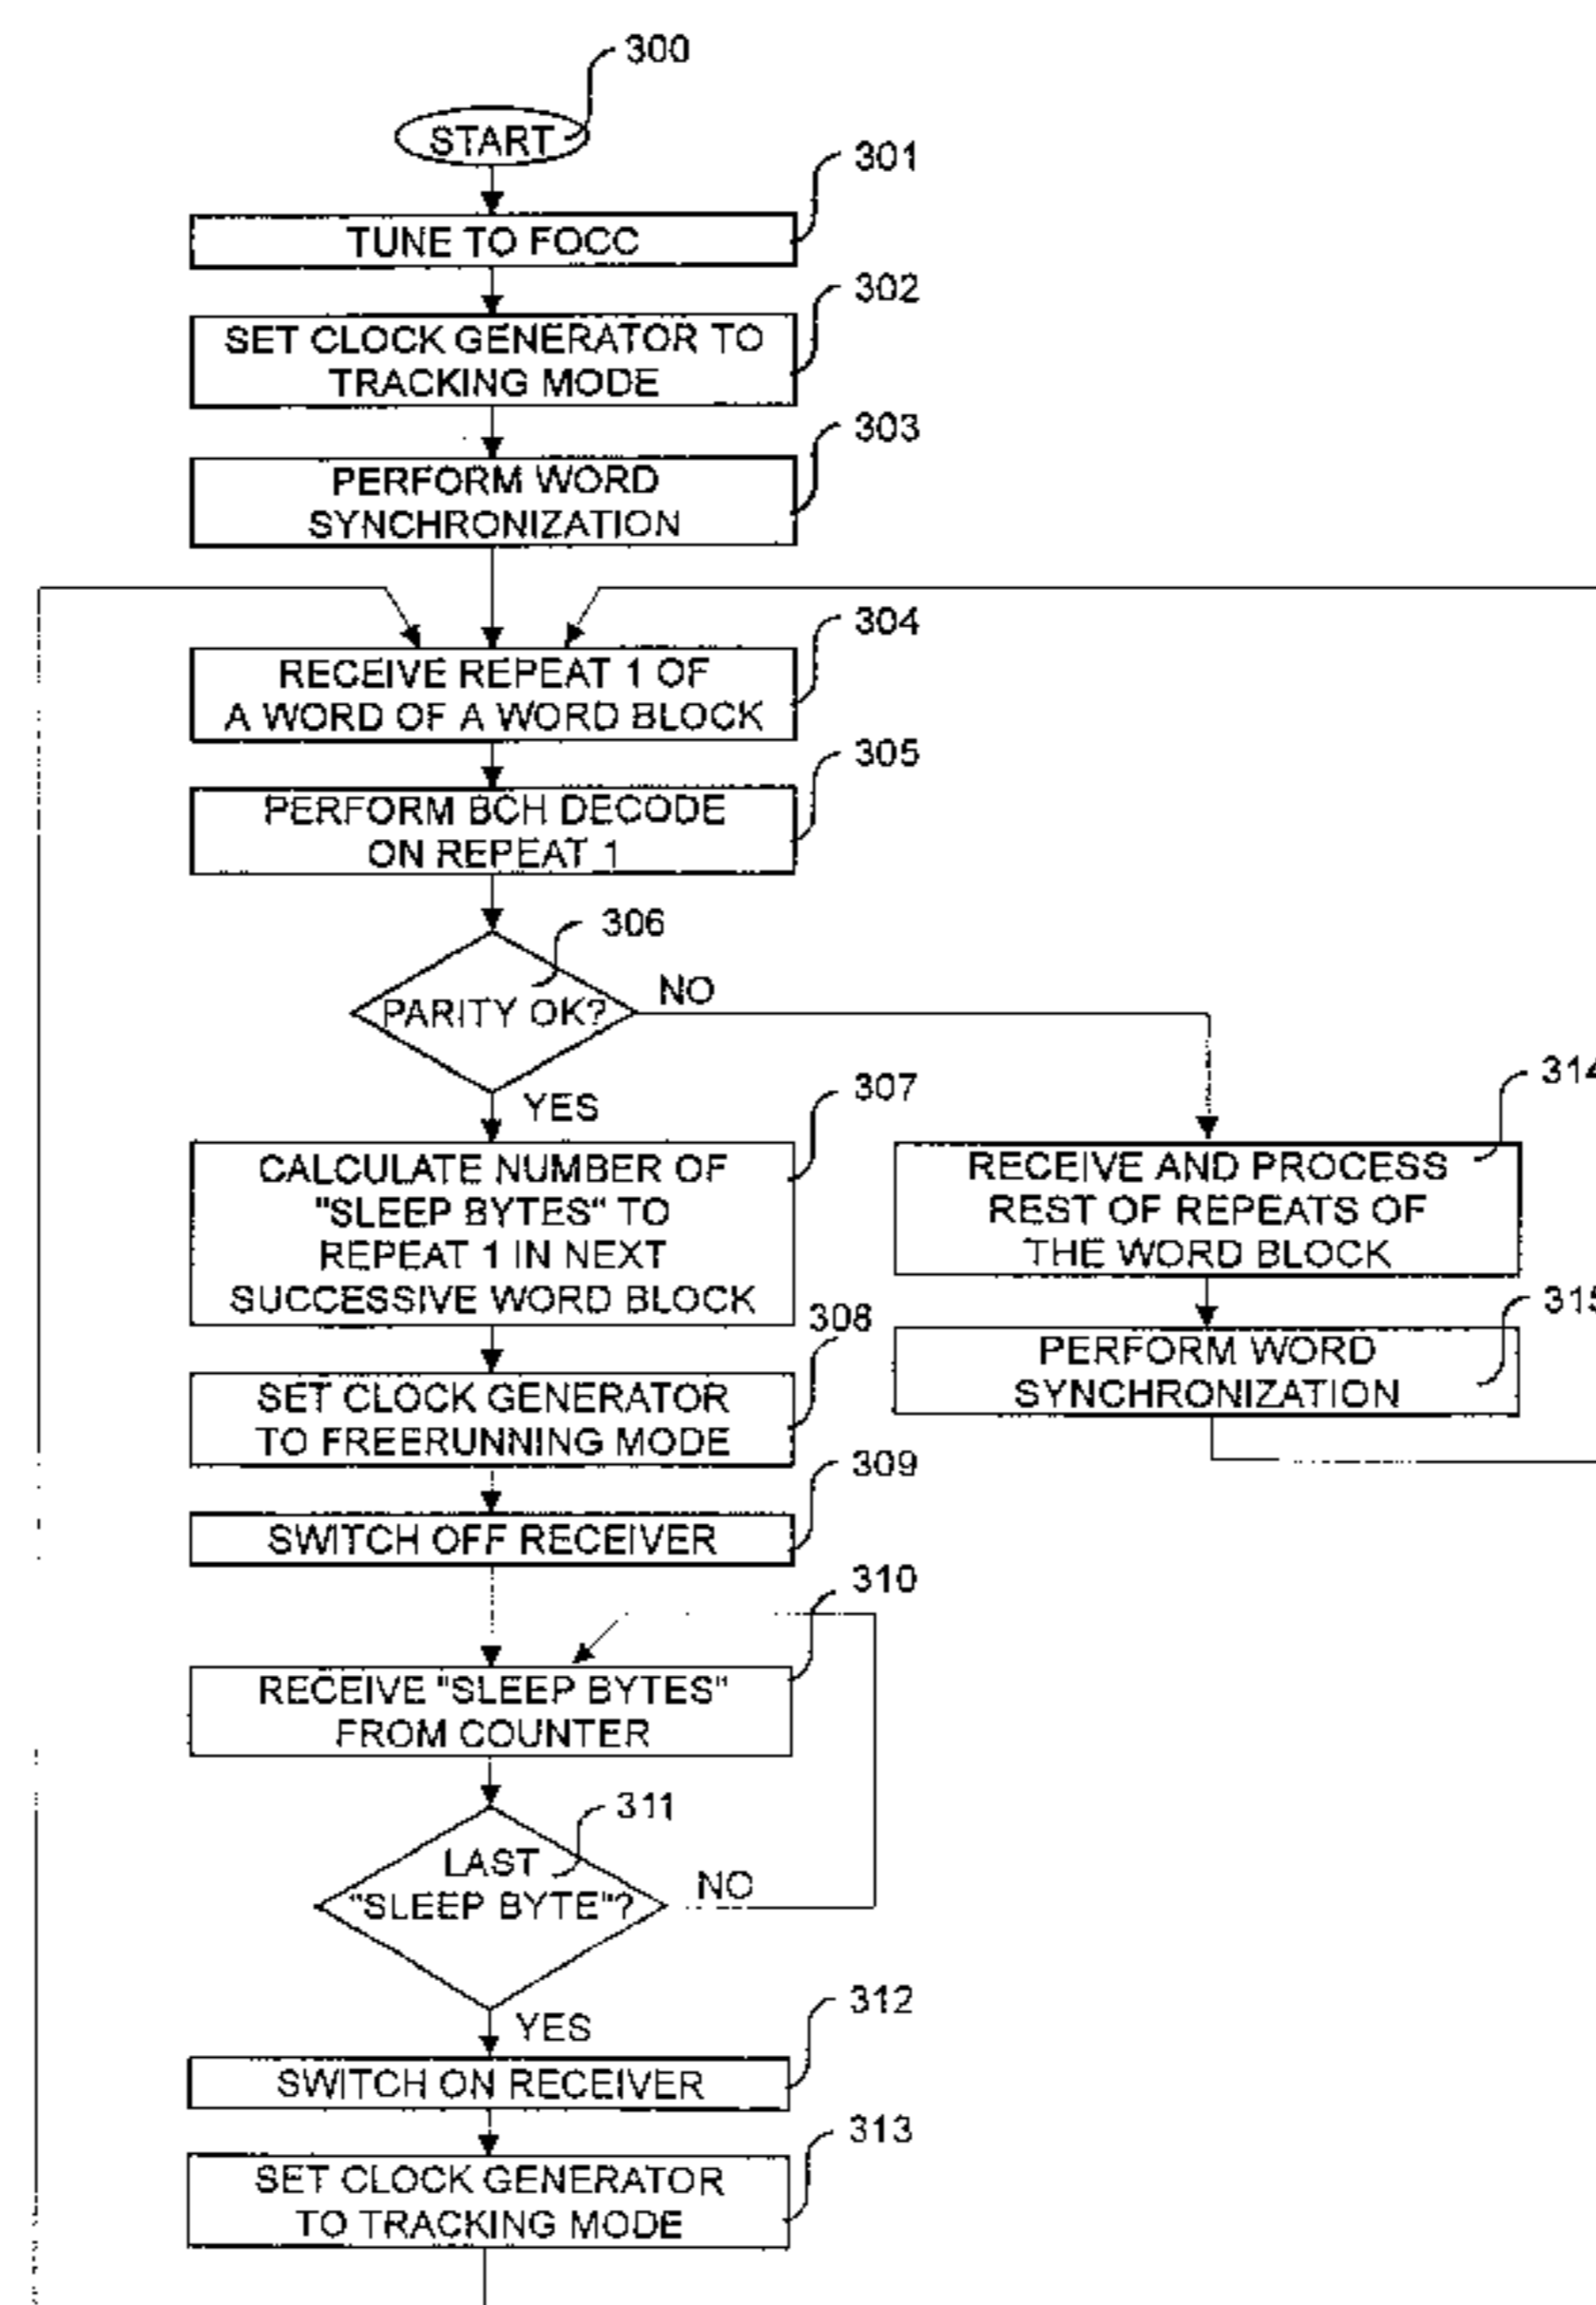 300
START
301
TUNE TO FOCC
302
SET CLOCK GENERATOR TO
TRACKING MODE
303
PERFORM WORD
SYNCHRONIZATION
304
RECEIVE REPEAT 1 OF
A WORD OF A WORD BLOCK
305
PERFORM BCH DECODE
ON REPEAT 1
306
PARITY OK?
NO
YES
307
CALCULATE NUMBER OF
"SLEEP BYTES" TO
REPEAT 1 IN NEXT
SUCCESSIVE WORD BLOCK
314
RECEIVE AND PROCESS
REST OF REPEATS OF
THE WORD BLOCK
308
SET CLOCK GENERATOR
TO FREERUNNING MODE
315
PERFORM WORD
SYNCHRONIZATION
309
SWITCH OFF RECEIVER
310
RECEIVE "SLEEP BYTES"
FROM COUNTER
311
LAST
"SLEEP BYTE"?
NO
YES
312
SWITCH ON RECEIVER
313
SET CLOCK GENERATOR
TO TRACKING MODE